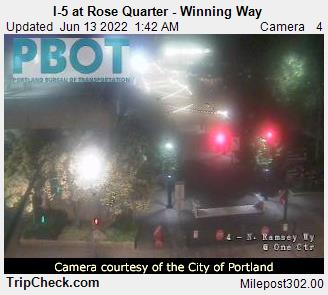 I-5 at Rose Quarter - Winning Way
Updated Jun 13 2022 1:42 AM Camera 4
PBOT
PORTLAND BUREAU OF TRANSPORTATION
4 - N. Ramsey Wy
@ One Ctr
Camera courtesy of the City of Portland
TripCheck.com Milepost302.00